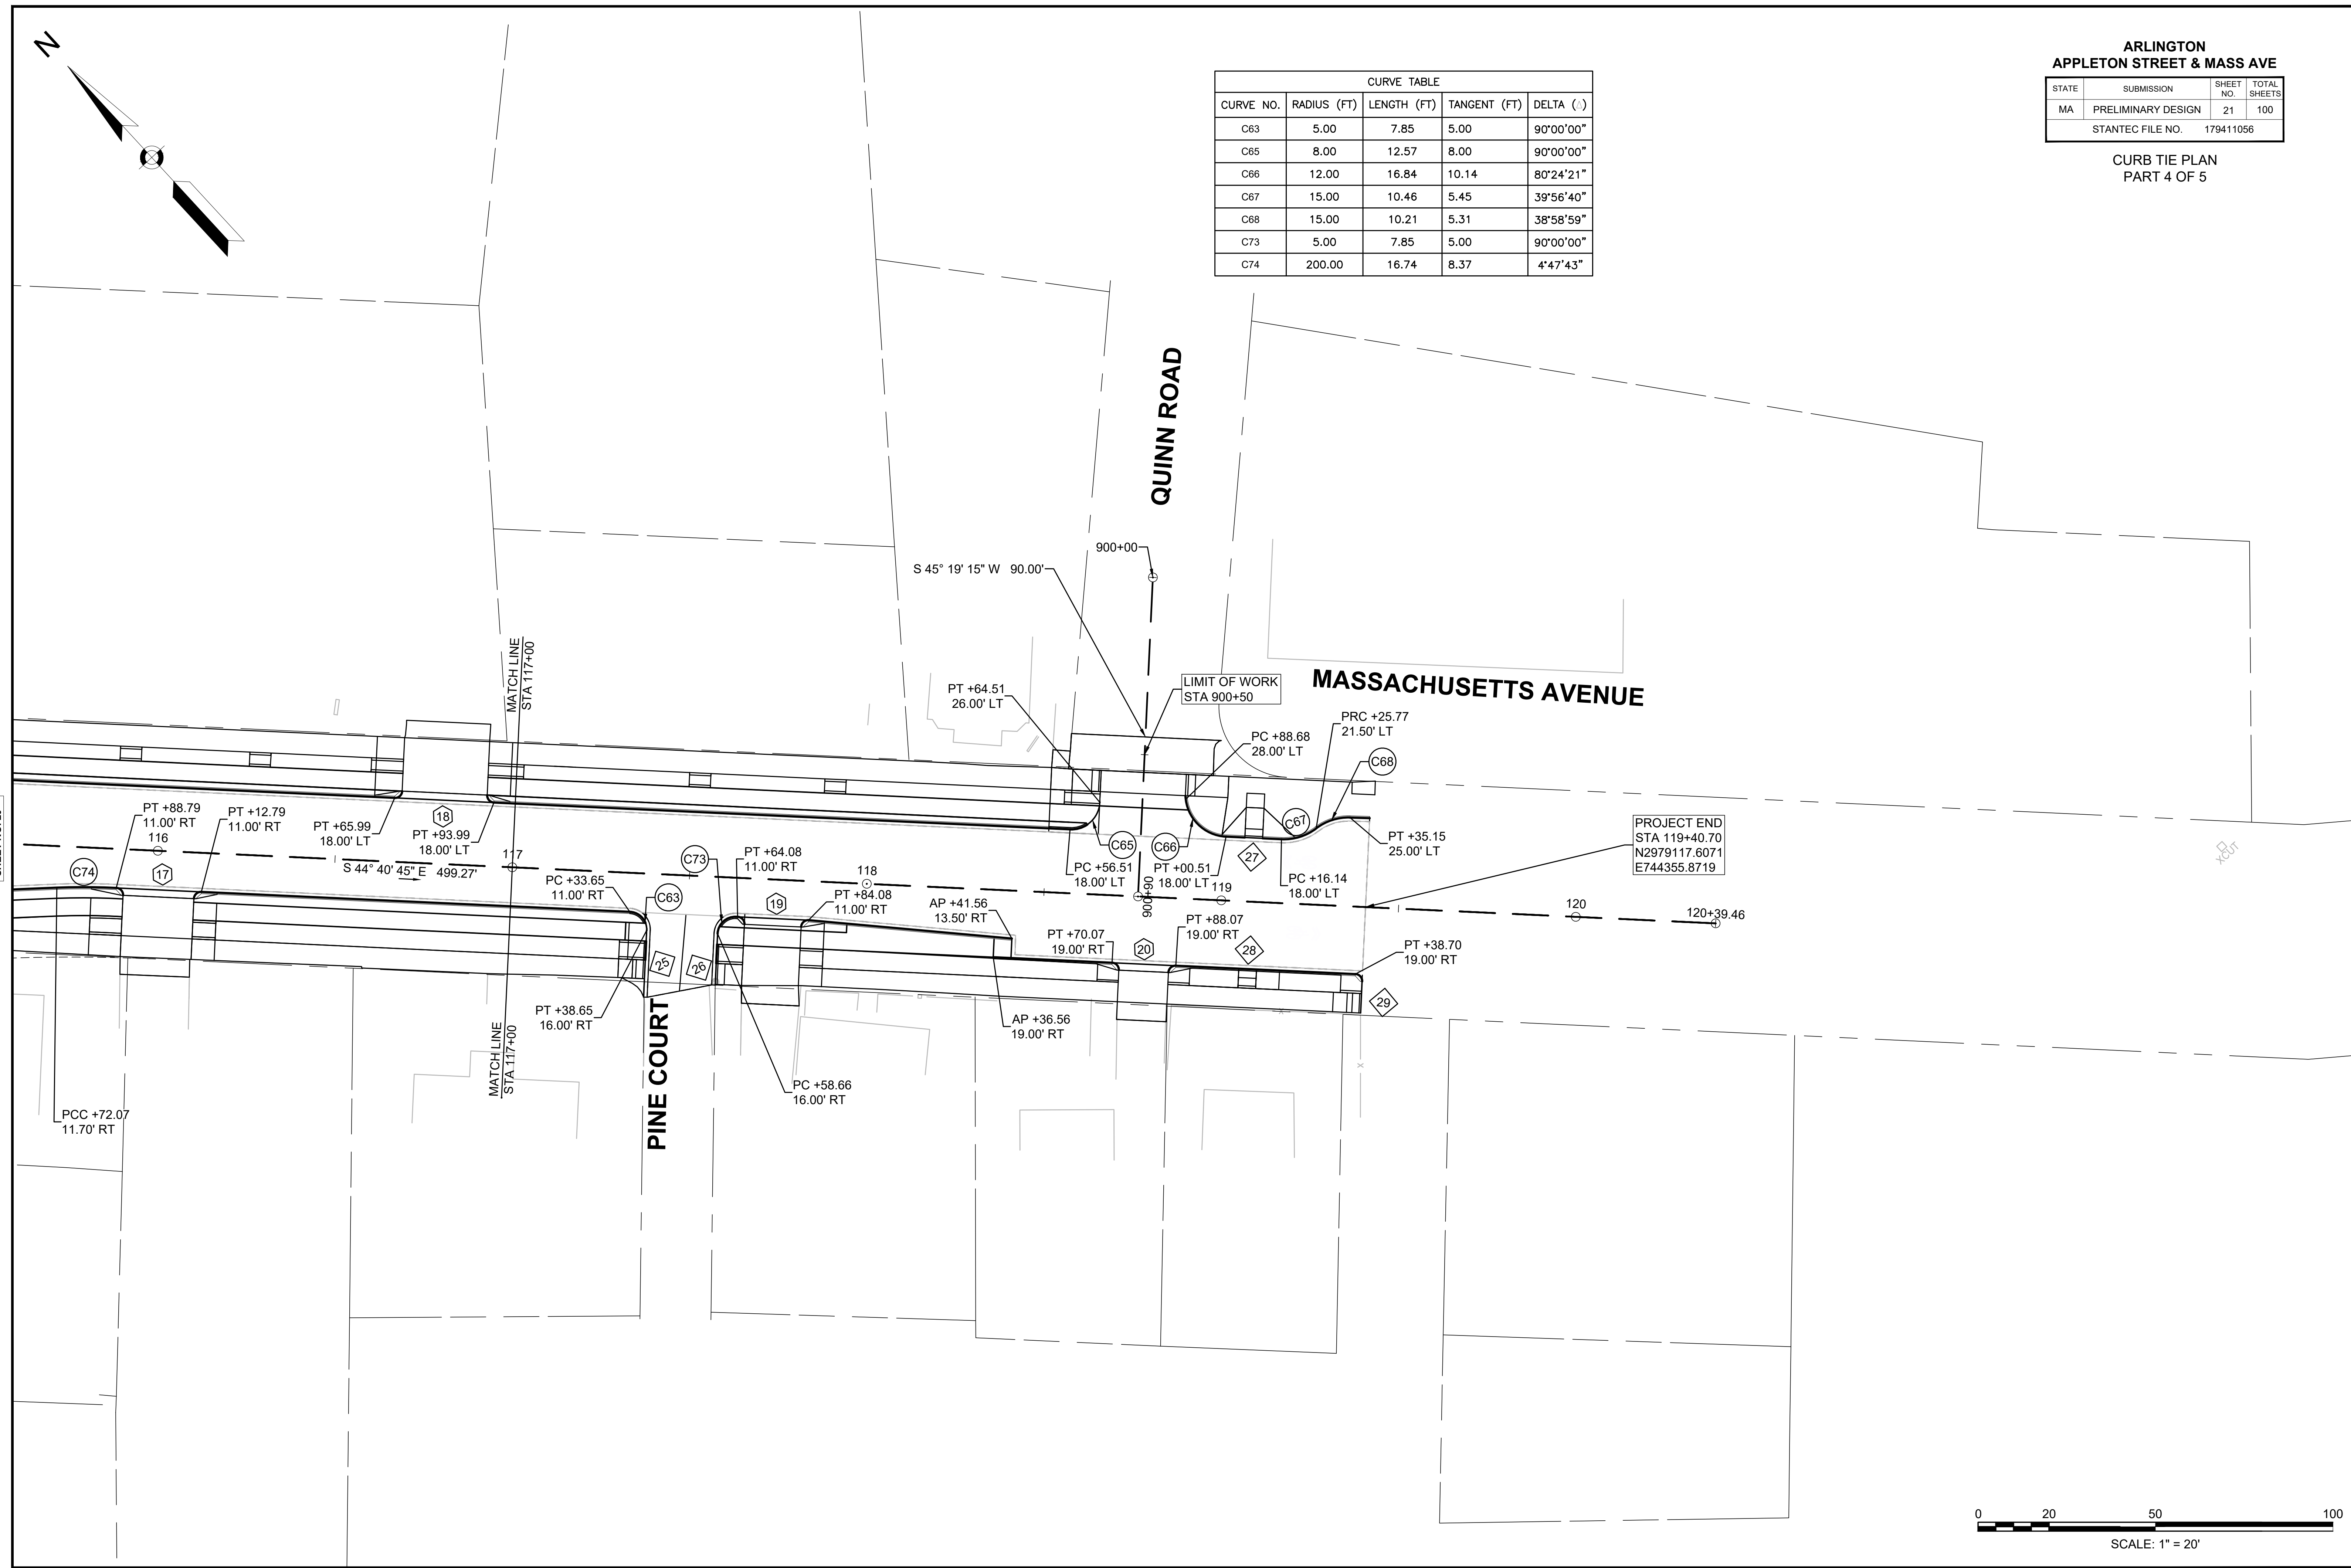 N
ARLINGTON
APPLETON STREET & MASS AVE
STATE SUBMISSION SHEET NO. TOTAL SHEETS
MA PRELIMINARY DESIGN 21 100
STANTEC FILE NO. 179411056
CURB TIE PLAN
PART 4 OF 5
CURVE TABLE
CURVE NO. RADIUS (FT) LENGTH (FT) TANGENT (FT) DELTA (△)
C63 5.00 7.85 5.00 90°00'00"
C65 8.00 12.57 8.00 90°00'00"
C66 12.00 16.84 10.14 80°24'21"
C67 15.00 10.46 5.45 39°56'40"
C68 15.00 10.21 5.31 38°58'59"
C73 5.00 7.85 5.00 90°00'00"
C74 200.00 16.74 8.37 4°47'43"
QUINN ROAD
900+00
S 45° 19' 15" W 90.00'
MATCH LINE
STA 117+00
LIMIT OF WORK
STA 900+50
MASSACHUSETTS AVENUE
PT +64.51
26.00' LT
PC +88.68
28.00' LT
PRC +25.77
21.50' LT
C68
PT +88.79
11.00' RT
116
PT +12.79
11.00' RT
PT +65.99
18.00' LT
18
PT +93.99
18.00' LT
C67
PT +35.15
25.00' LT
PROJECT END
STA 119+40.70
N2979117.6071
E744355.8719
XCUT
C74
17
S 44° 40' 45" E 499.27'
117
C73
PT +64.08
11.00' RT
C65
C66
27
PC +56.51
18.00' LT
PT +00.51
18.00' LT
119
PC +16.14
18.00' LT
PC +33.65
11.00' RT
C63
118
PT +84.08
11.00' RT
19
AP +41.56
13.50' RT
900+90
120
120+39.46
PT +70.07
19.00' RT
20
PT +88.07
19.00' RT
28
PT +38.70
19.00' RT
25
26
29
PT +38.65
16.00' RT
AP +36.56
19.00' RT
MATCH LINE
STA 117+00
PINE COURT
PC +58.66
16.00' RT
PCC +72.07
11.70' RT
0 20 50 100
SCALE: 1" = 20'